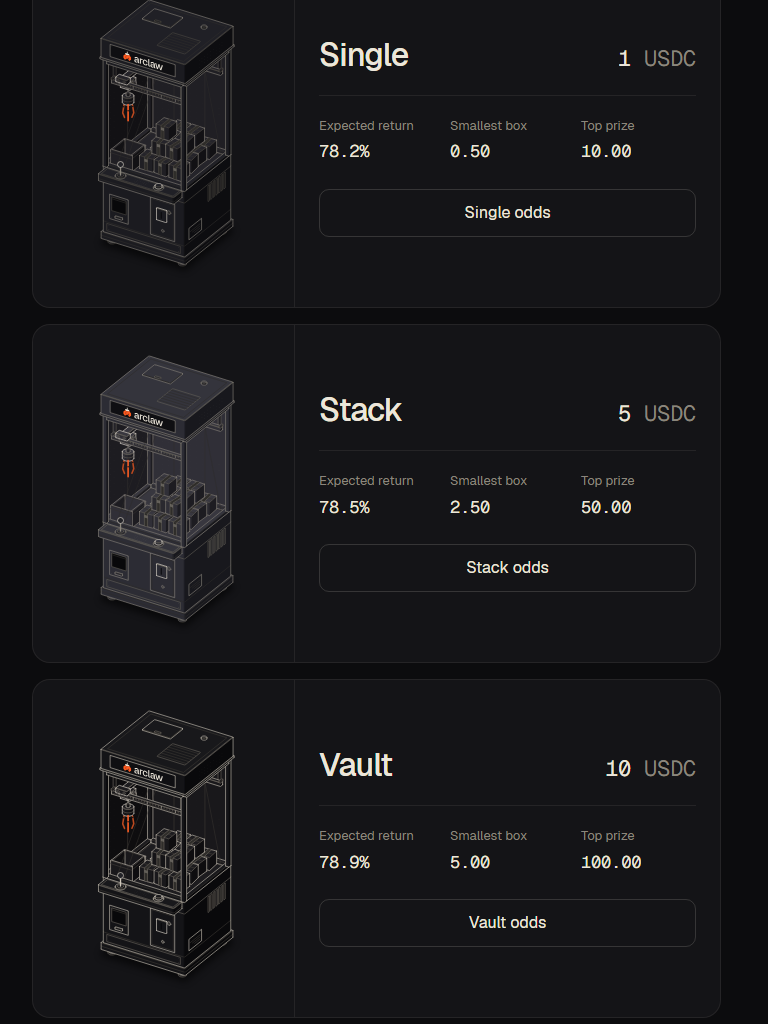 arclaw
Single
1 USDC
Expected return Smallest box Top prize
78.2% 0.50 10.00
Single odds
arclaw
Stack
5 USDC
Expected return Smallest box Top prize
78.5% 2.50 50.00
Stack odds
arclaw
Vault
10 USDC
Expected return Smallest box Top prize
78.9% 5.00 100.00
Vault odds